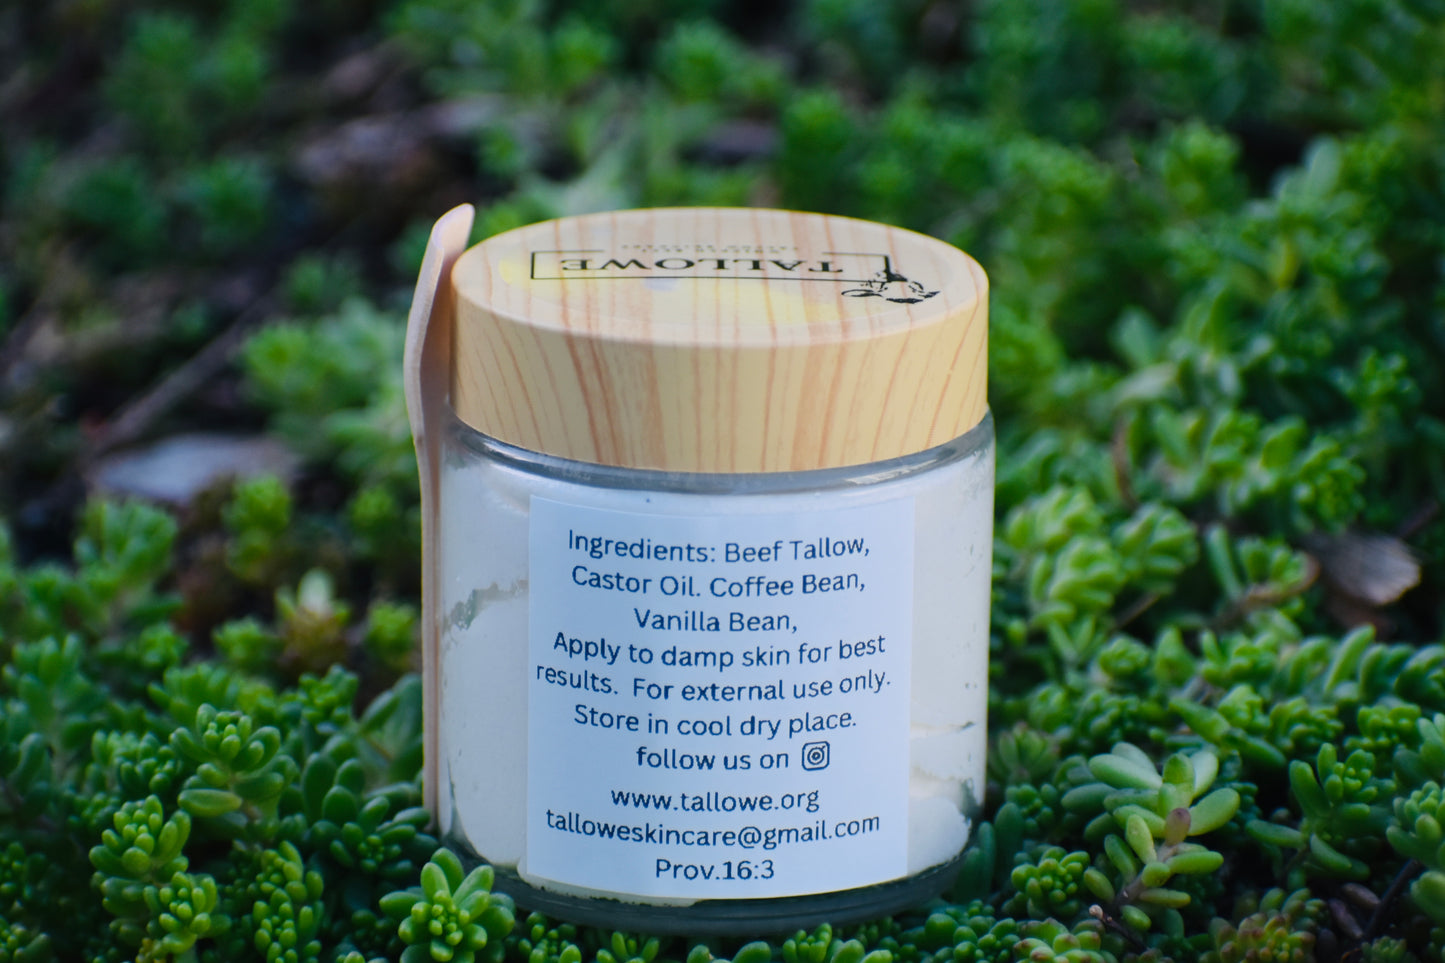 TALLOWE
Ingredients: Beef Tallow,
Castor Oil. Coffee Bean,
Vanilla Bean,
Apply to damp skin for best
results. For external use only.
Store in cool dry place.
follow us on
www.tallowe.org
talloweskincare@gmail.com
Prov.16:3